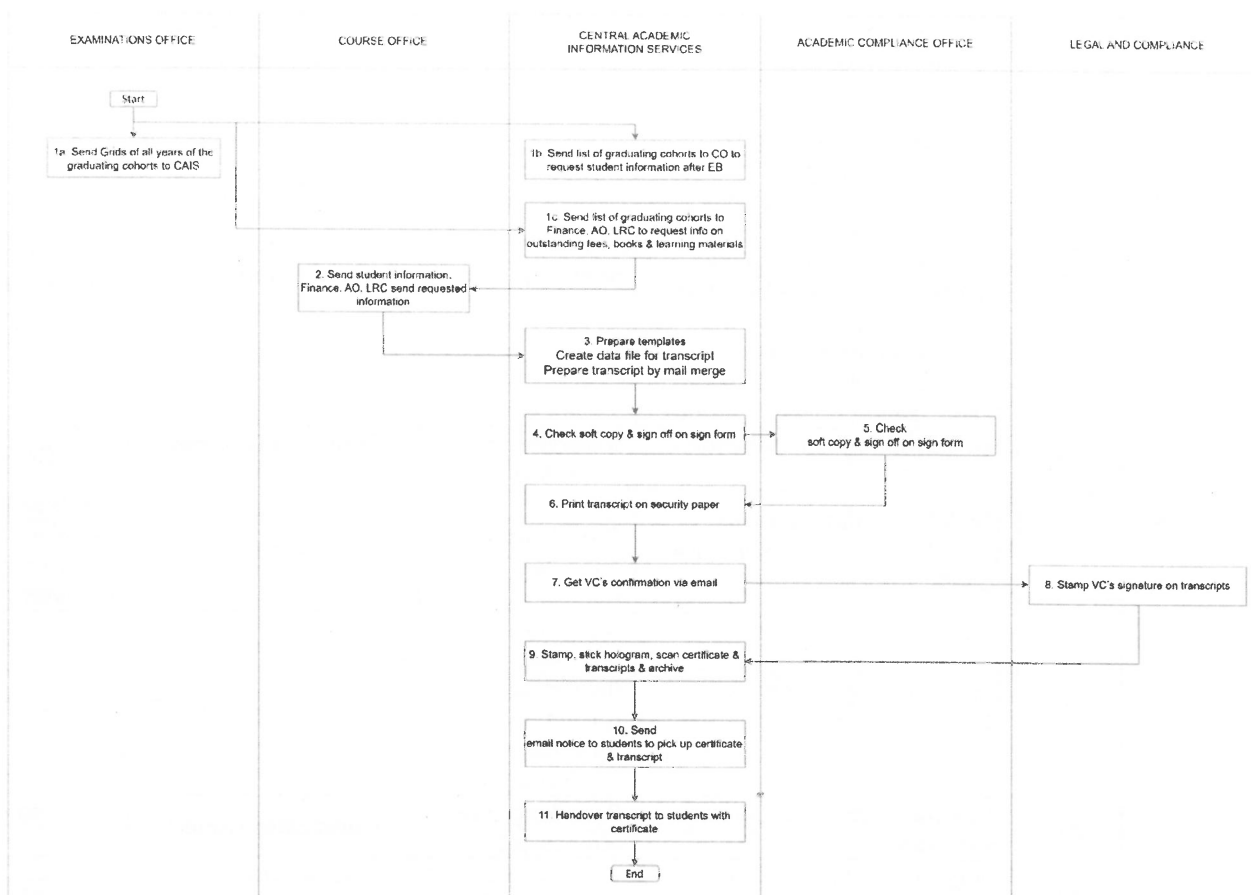 EXAMINATIONS OFFICE
COURSE OFFICE
CENTRAL ACADEMIC
INFORMATION SERVICES
ACADEMIC COMPLIANCE OFFICE
LEGAL AND COMPLIANCE
Start
1a. Send Grids of all years of the
graduating cohorts to CAIS
1b. Send list of graduating cohorts to CO to
request student information after EB
1c. Send list of graduating cohorts to
Finance, AO, LRC to request info on
outstanding fees, books & learning materials
2. Send student information.
Finance, AO, LRC send requested
information
3. Prepare templates
Create data file for transcript
Prepare transcript by mail merge
4. Check soft copy & sign off on sign form
5. Check
soft copy & sign off on sign form
6. Print transcript on security paper
7. Get VC's confirmation via email
8. Stamp VC's signature on transcripts
9. Stamp, stick hologram, scan certificate &
transcripts & archive
10. Send
email notice to students to pick up certificate
& transcript
11. Handover transcript to students with
certificate
End